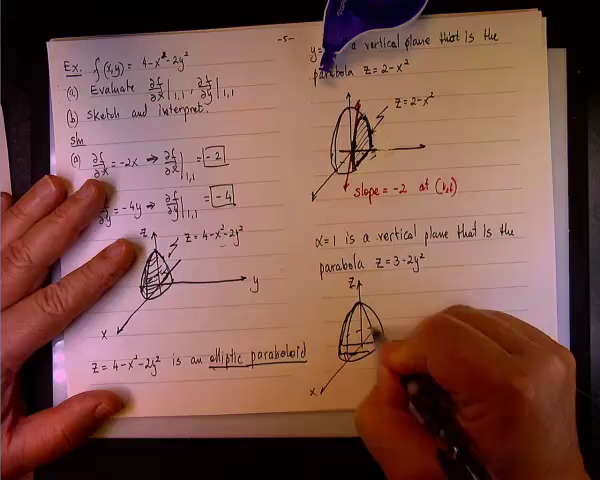 -5-
Ex. f(x,y) = 4-x²-2y²
(a) Evaluate ∂f/∂x|1,1 , ∂f/∂y|1,1
(b) Sketch and interpret.
Sln
(a) ∂f/∂x = -2x → ∂f/∂x|1,1 = -2
∂f/∂y = -4y → ∂f/∂y|1,1 = -4
z
z = 4-x²-2y²
y
x
z = 4-x²-2y² is an elliptic paraboloid
y= a vertical plane that is the
parabola z = 2-x²
z = 2-x²
slope = -2 at (1,1)
x=1 is a vertical plane that is the
parabola z = 3-2y²
z
x